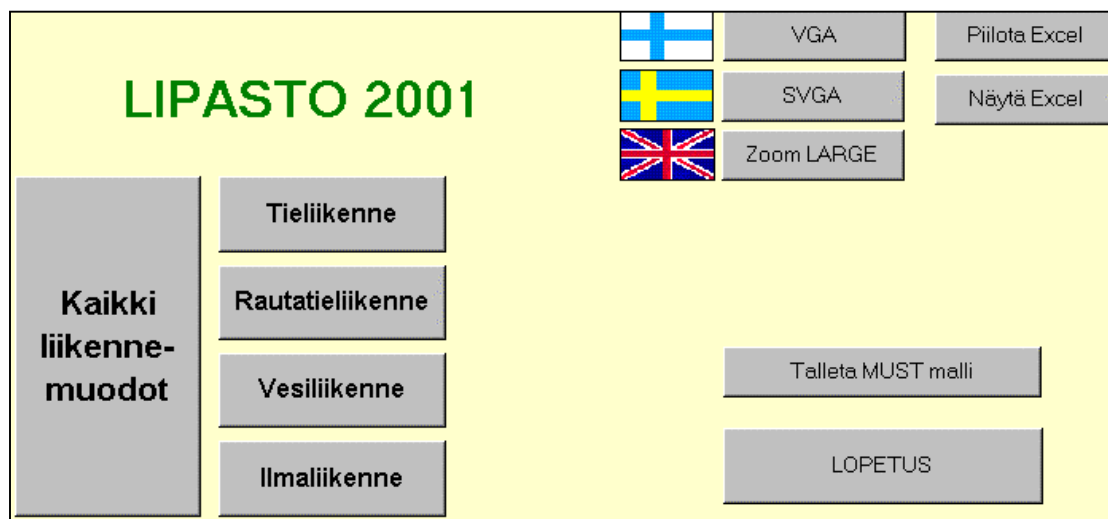 LIPASTO 2001
VGA
Piilota Excel
SVGA
Näytä Excel
Zoom LARGE
Kaikki
liikenne-
muodot
Tieliikenne
Rautatieliikenne
Vesiliikenne
Ilmaliikenne
Talleta MUST malli
LOPETUS